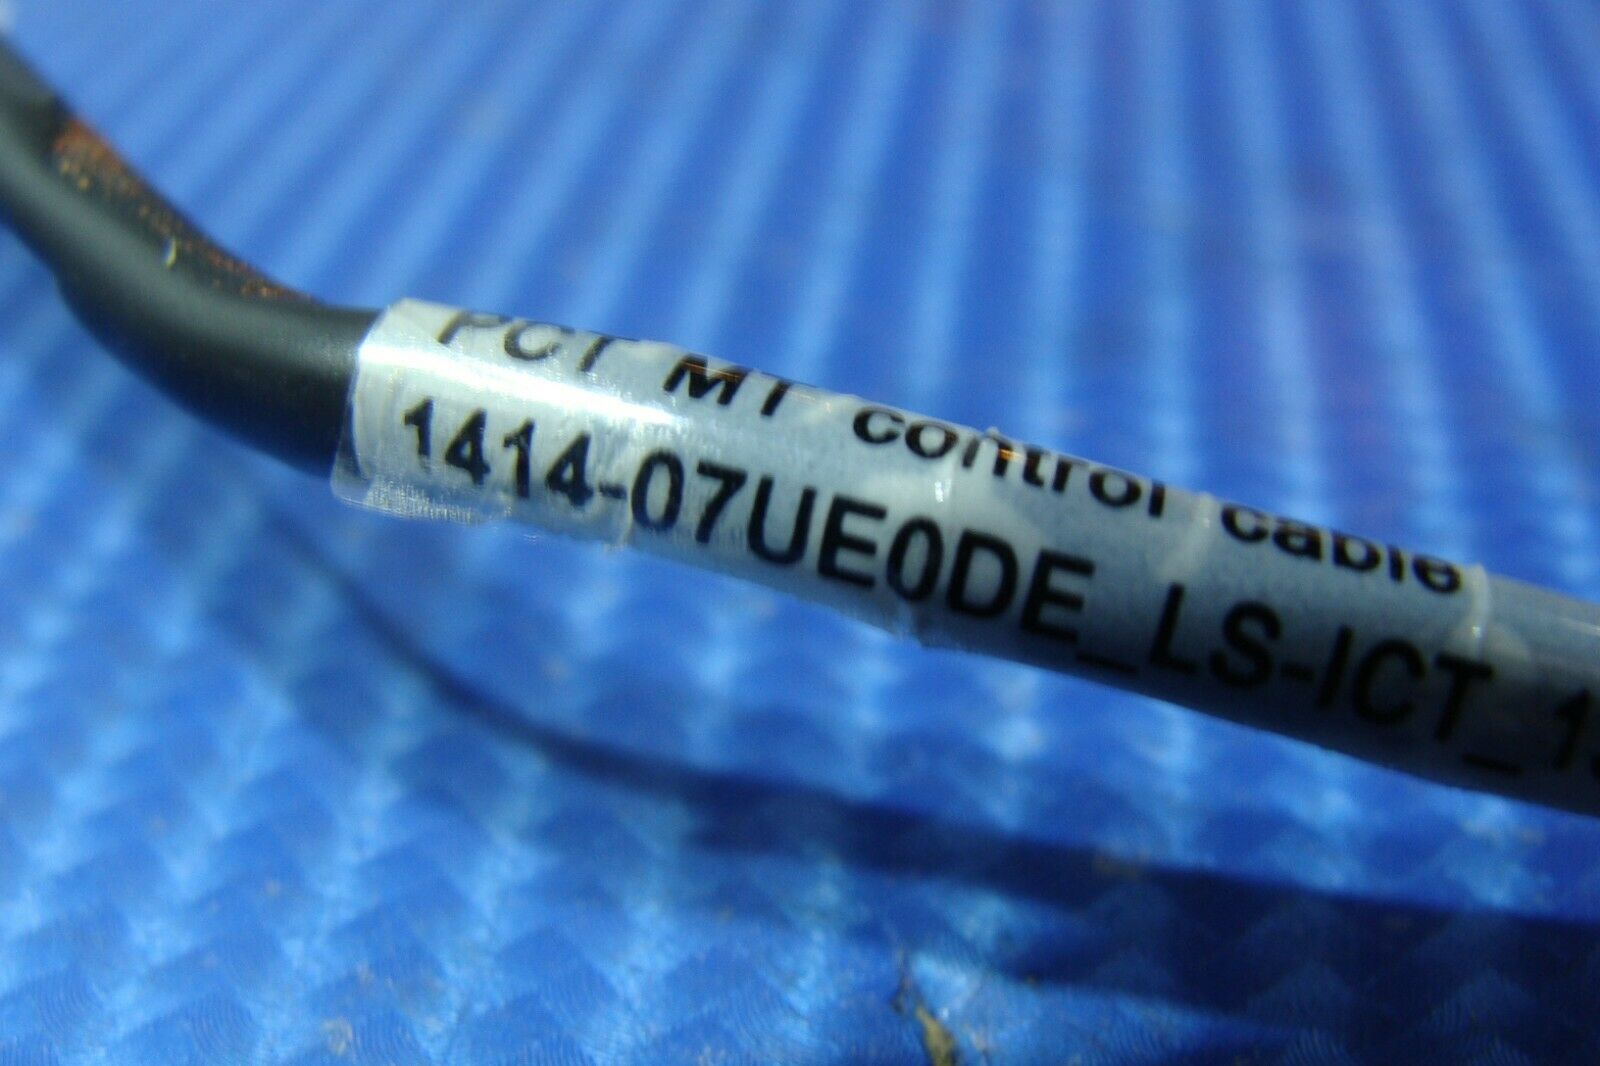 PCT MT control cable
1414-07UE0DE_LS-ICT_1